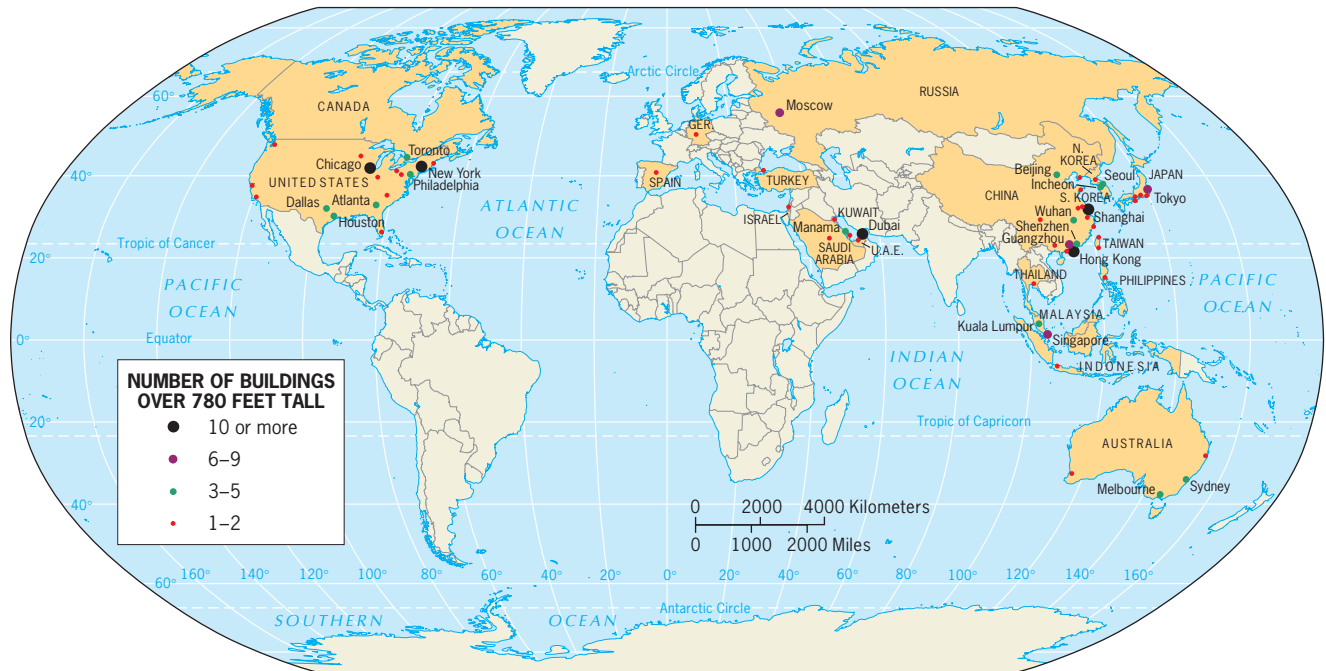 Arctic Circle
60°
CANADA
RUSSIA
Moscow
GER.
N.
KOREA
Toronto
Chicago
New York
Philadelphia
40°
UNITED STATES
Dallas
Atlanta
Houston
SPAIN
TURKEY
Beijing
Seoul
JAPAN
Incheon
CHINA
S. KOREA
Tokyo
ATLANTIC
OCEAN
ISRAEL
KUWAIT
Wuhan
Shanghai
Manama
Dubai
Shenzhen
Guangzhou
Tropic of Cancer
SAUDI
ARABIA
U.A.E.
TAIWAN
Hong Kong
20°
THAILAND
PHILIPPINES
PACIFIC
OCEAN
PACIFIC
OCEAN
MALAYSIA
Kuala Lumpur
Singapore
Equator
0°
INDIAN
OCEAN
INDONESIA
NUMBER OF BUILDINGS
OVER 780 FEET TALL
10 or more
6–9
3–5
1–2
20°
Tropic of Capricorn
AUSTRALIA
Melbourne
Sydney
40°
0 2000 4000 Kilometers
0 1000 2000 Miles
60°
160° 140° 120° 100° 80° 60° 40° 20° 0° 20° 40° 60° 80° 100° 120° 140° 160°
Antarctic Circle
SOUTHERN OCEAN